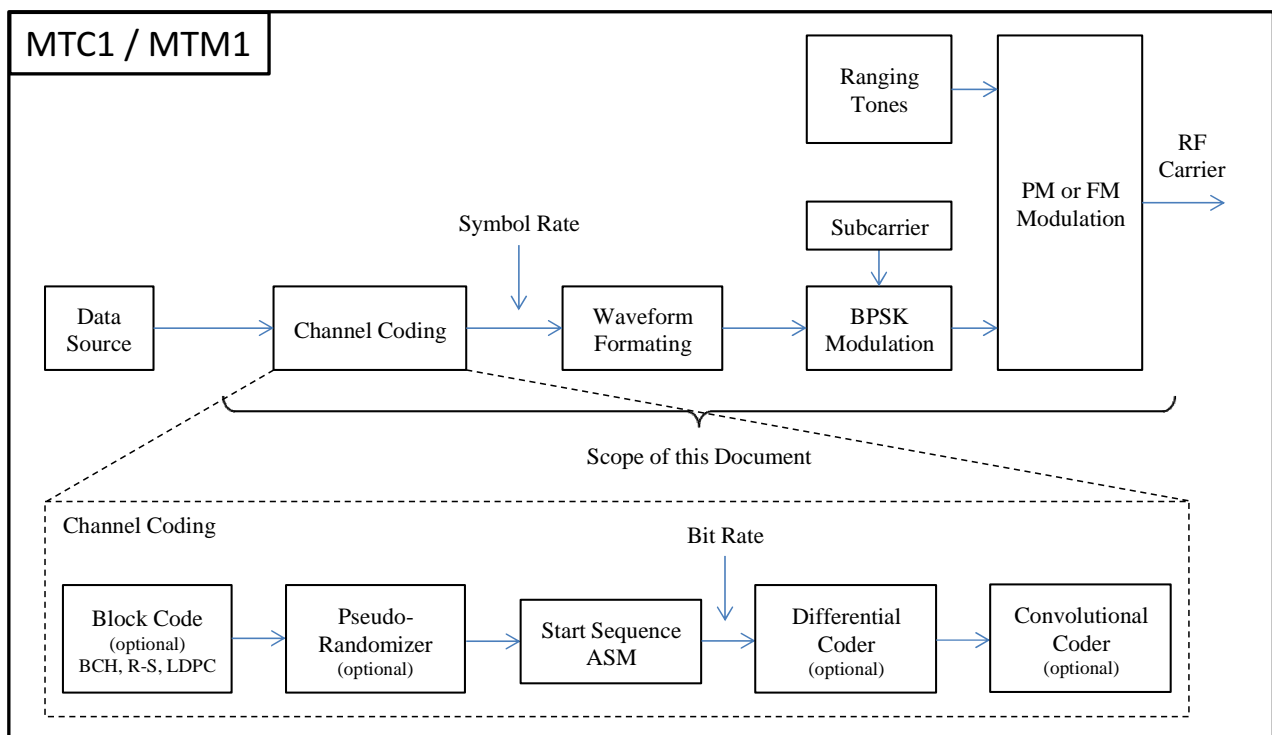 MTC1 / MTM1
Ranging
Tones
RF
Carrier
PM or FM
Modulation
Symbol Rate
Subcarrier
Data
Source
Channel Coding
Waveform
Formating
BPSK
Modulation
Scope of this Document
Channel Coding
Bit Rate
Block Code
(optional)
BCH, R-S, LDPC
Pseudo-
Randomizer
(optional)
Start Sequence
ASM
Differential
Coder
(optional)
Convolutional
Coder
(optional)